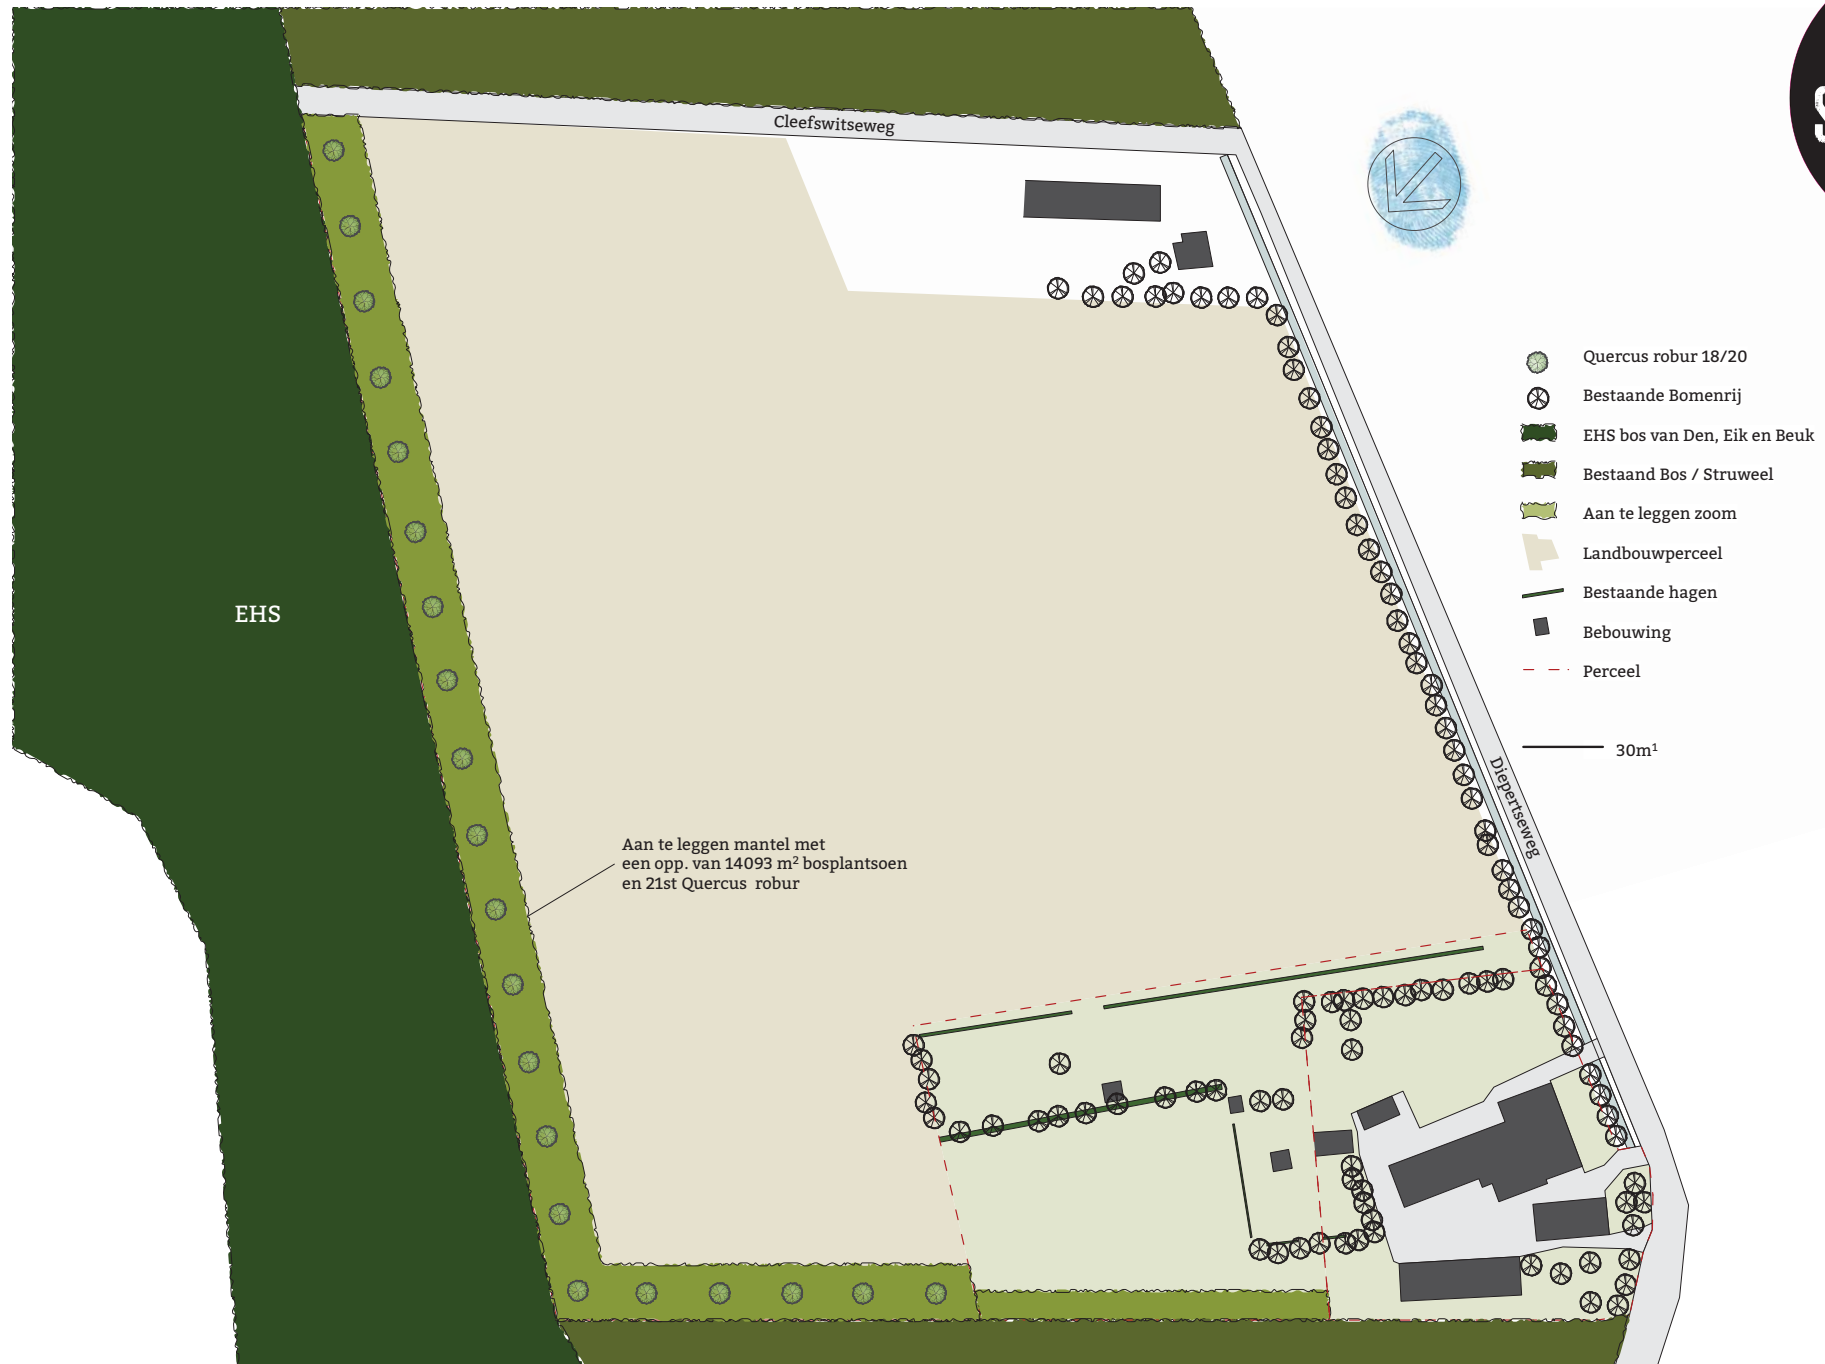 Cleefswitseweg
Quercus robur 18/20
Bestaande Bomenrij
EHS bos van Den, Eik en Beuk
Bestaand Bos / Struweel
Aan te leggen zoom
Landbouwperceel
Bestaande hagen
Bebouwing
Perceel
30m¹
EHS
Diepertseweg
Aan te leggen mantel met
een opp. van 14093 m² bosplantsoen
en 21st Quercus robur